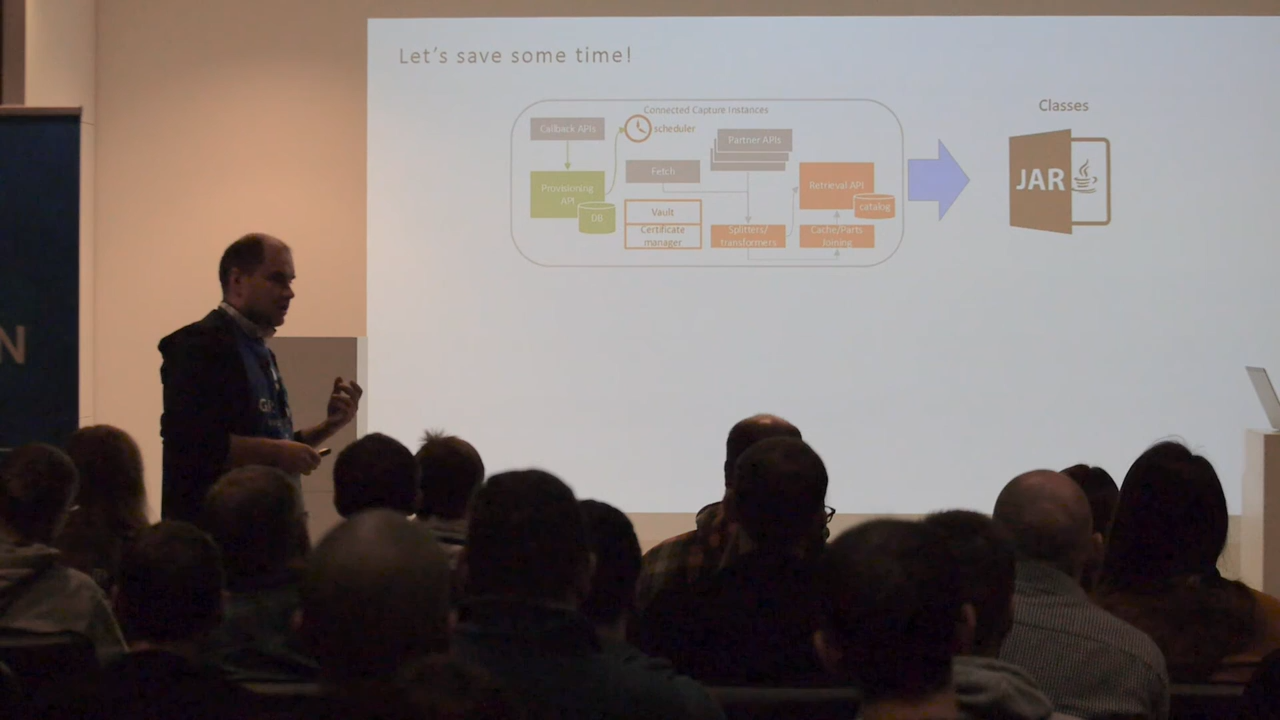 Let's save some time!
Connected Capture Instances
Classes
Callback APIs
scheduler
Partner APIs
Fetch
Provisioning
API
DB
Retrieval API
catalog
Vault
Certificate
manager
Splitters/
transformers
Cache/Parts
Joining
JAR
N